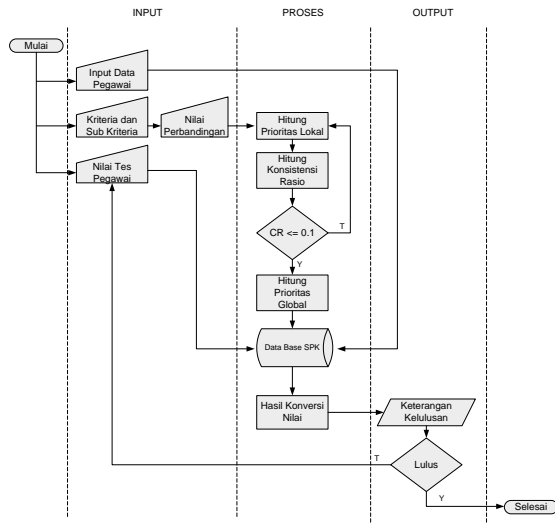 INPUT
PROSES
OUTPUT
Mulai
Input Data
Pegawai
Kriteria dan
Sub Kriteria
Nilai
Perbandingan
Nilai Tes
Pegawai
Hitung
Prioritas Lokal
Hitung
Konsistensi
Rasio
CR <= 0.1
T
Y
Hitung
Prioritas
Global
Data Base SPK
Hasil Konversi
Nilai
Keterangan
Kelulusan
Lulus
T
Y
Selesai